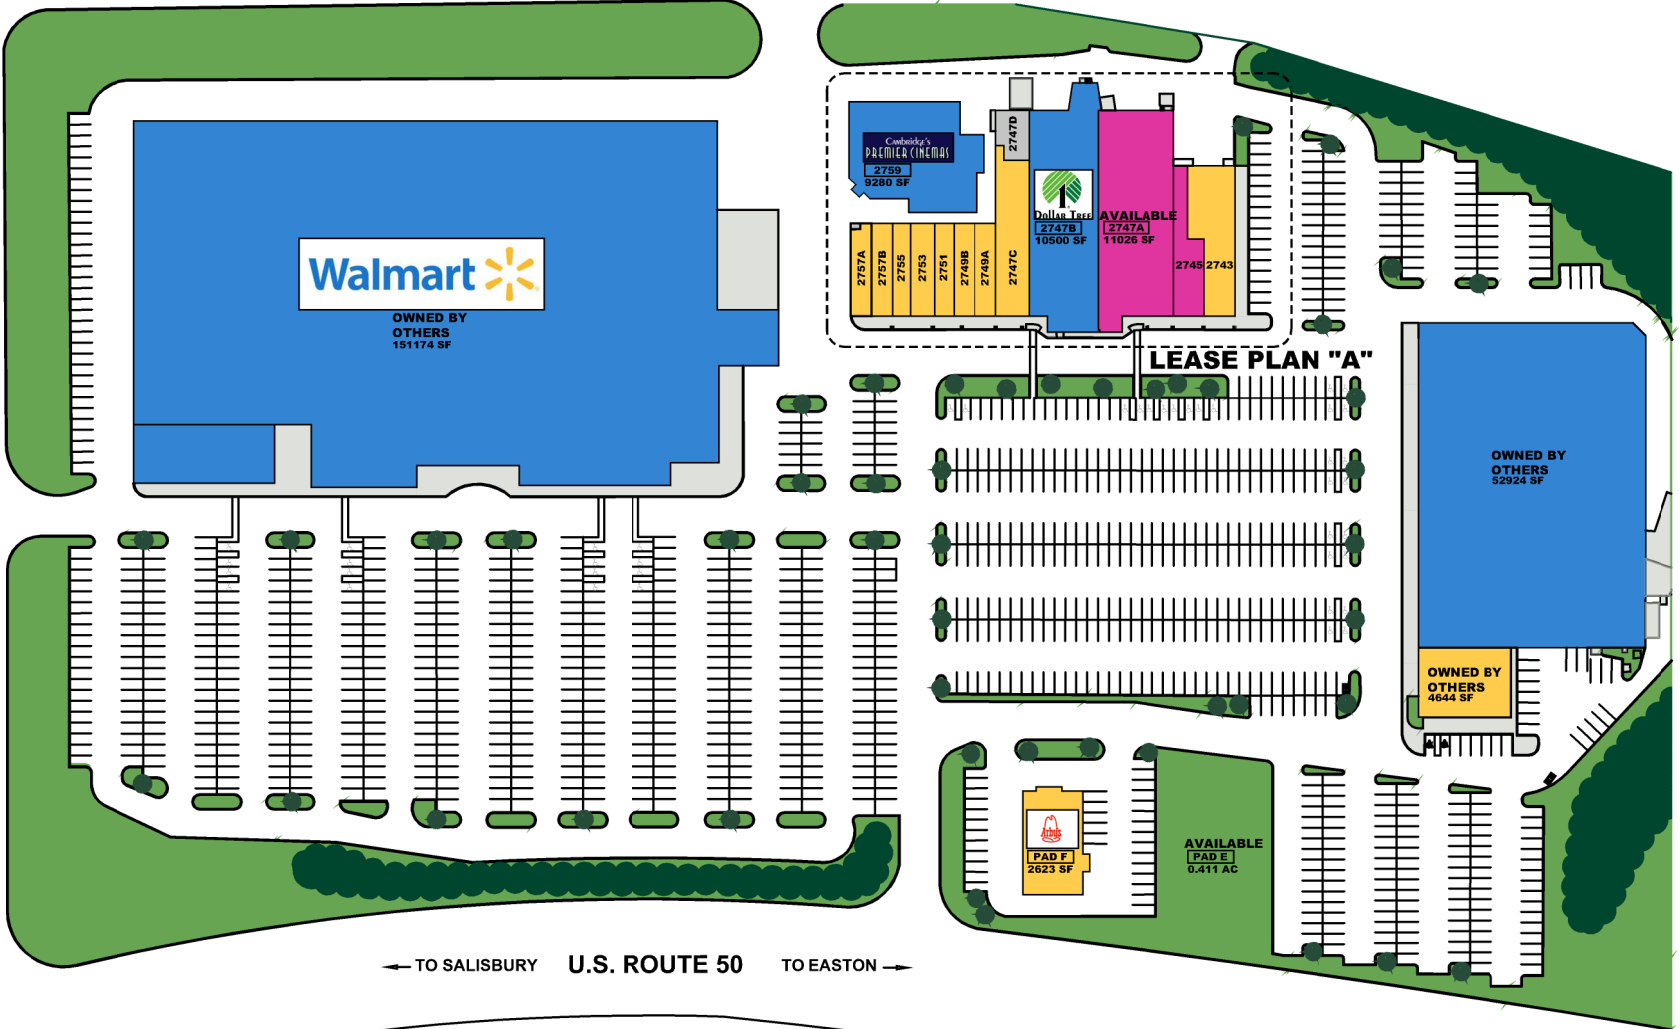 Walmart
OWNED BY
OTHERS
151174 SF
CAMBRIDGE'S
PREMIER CINEMAS
2759
9280 SF
2757A
2757B
2755
2753
2751
2749B
2749A
2747C
2747D
DOLLAR TREE
2747B
10500 SF
AVAILABLE
2747A
11026 SF
2745
2743
LEASE PLAN "A"
OWNED BY
OTHERS
52924 SF
OWNED BY
OTHERS
4644 SF
Arby's
PAD F
2623 SF
AVAILABLE
PAD E
0.411 AC
TO SALISBURY
U.S. ROUTE 50
TO EASTON